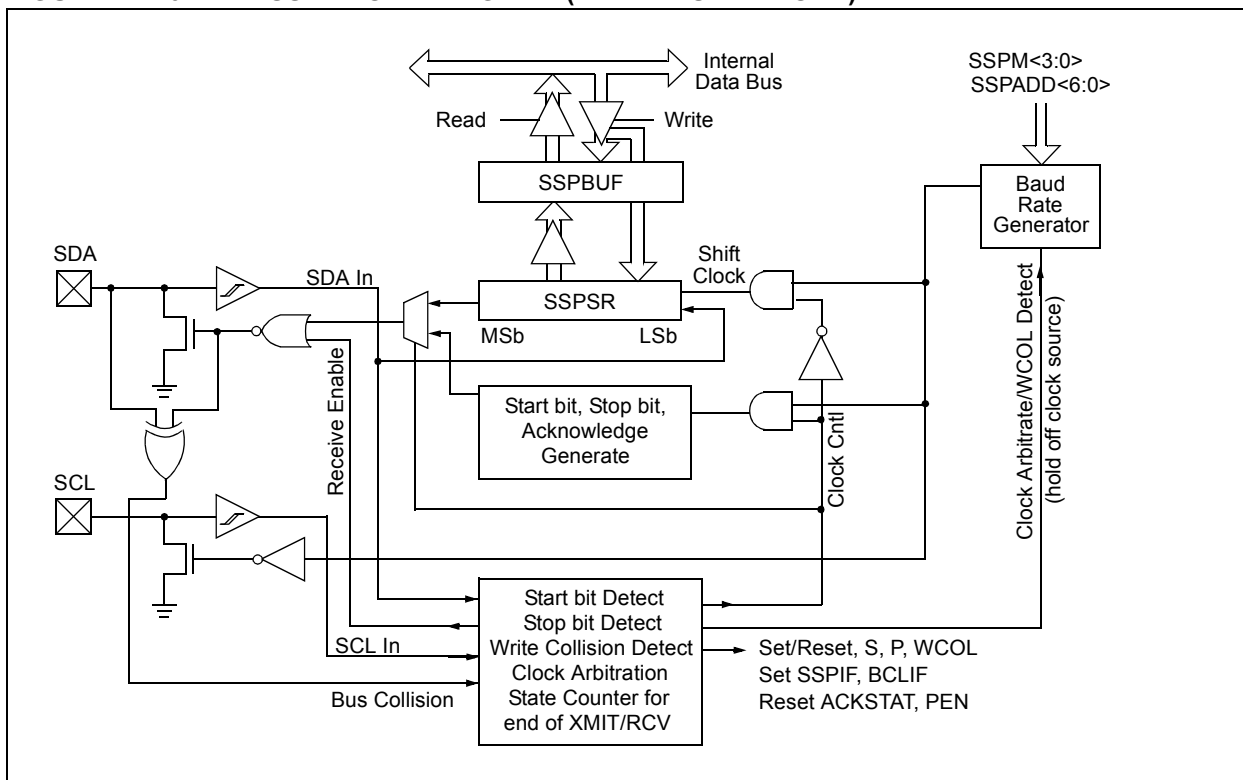 Internal
Data Bus
SSPM<3:0>
SSPADD<6:0>
Read
Write
SSPBUF
Baud
Rate
Generator
SDA
SDA In
Shift
Clock
SSPSR
MSb
LSb
Receive Enable
Start bit, Stop bit,
Acknowledge
Generate
Clock Cntl
Clock Arbitrate/WCOL Detect
(hold off clock source)
SCL
SCL In
Bus Collision
Start bit Detect
Stop bit Detect
Write Collision Detect
Clock Arbitration
State Counter for
end of XMIT/RCV
Set/Reset, S, P, WCOL
Set SSPIF, BCLIF
Reset ACKSTAT, PEN